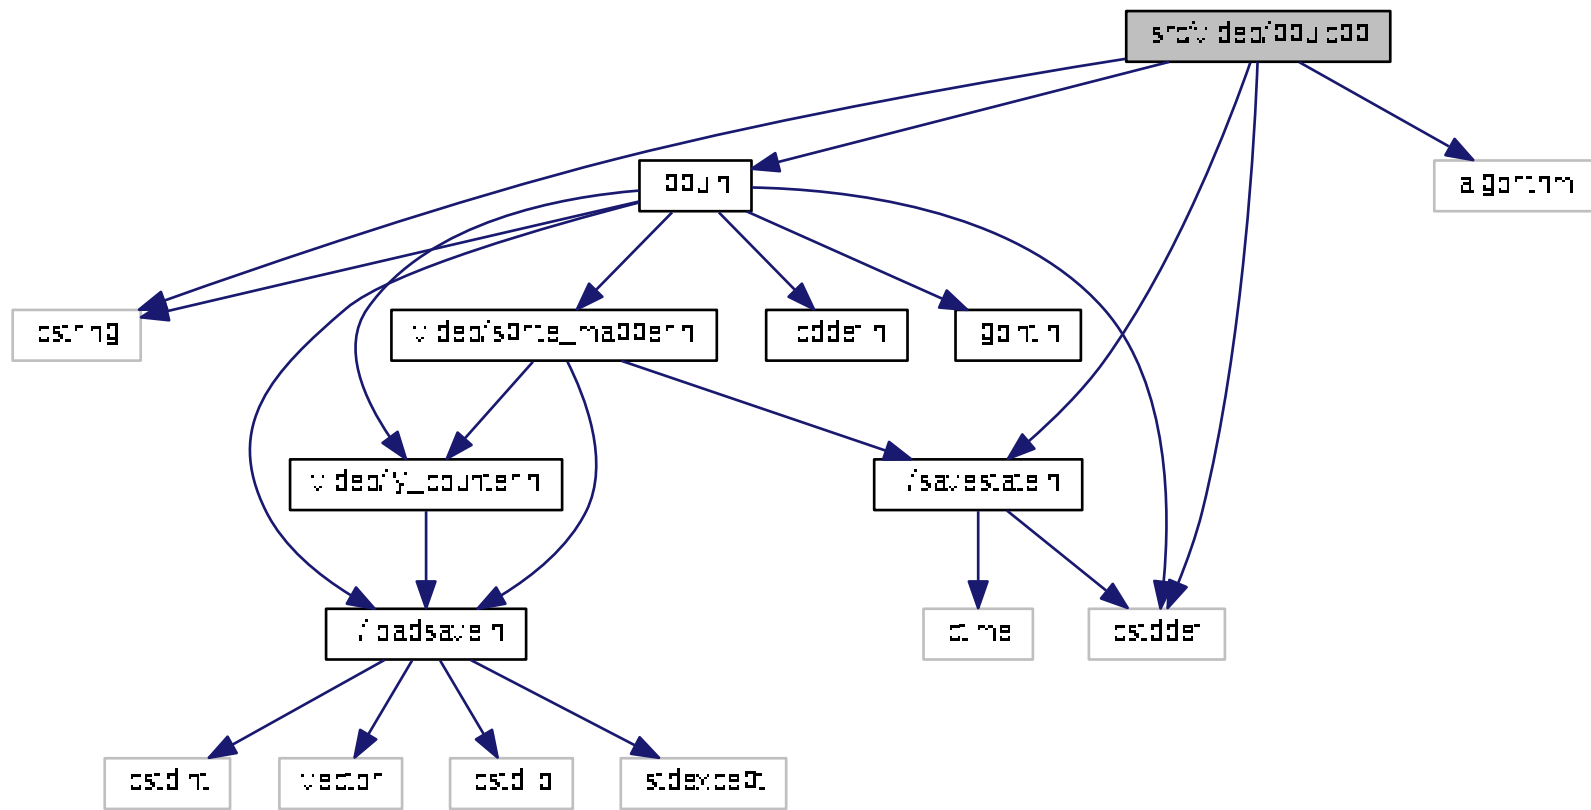 src/video/ppu.cpp
ppu.h
algorithm
cstring
video/sprite_mapper.h
gbint.h
video/ly_counter.h
../savestate.h
../loadsave.h
ctime
cstddef
cstdint
vector
cstdio
stdexcept